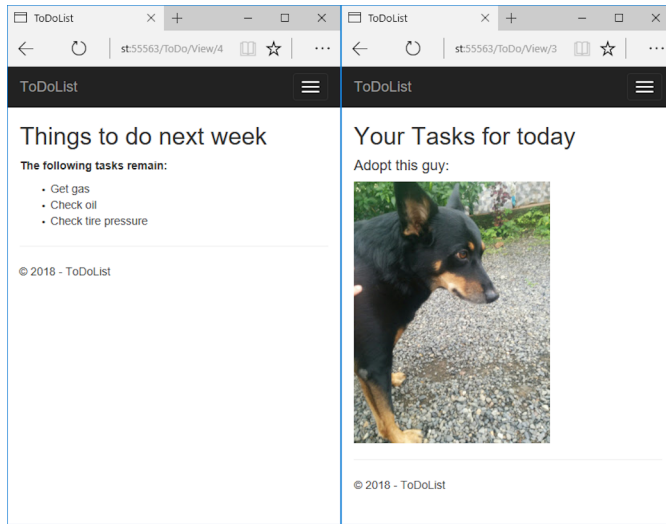 ToDoList
st:55563/ToDo/View/4
ToDoList
Things to do next week
The following tasks remain:
• Get gas
• Check oil
• Check tire pressure
© 2018 - ToDoList
ToDoList
st:55563/ToDo/View/3
ToDoList
Your Tasks for today
Adopt this guy:
© 2018 - ToDoList